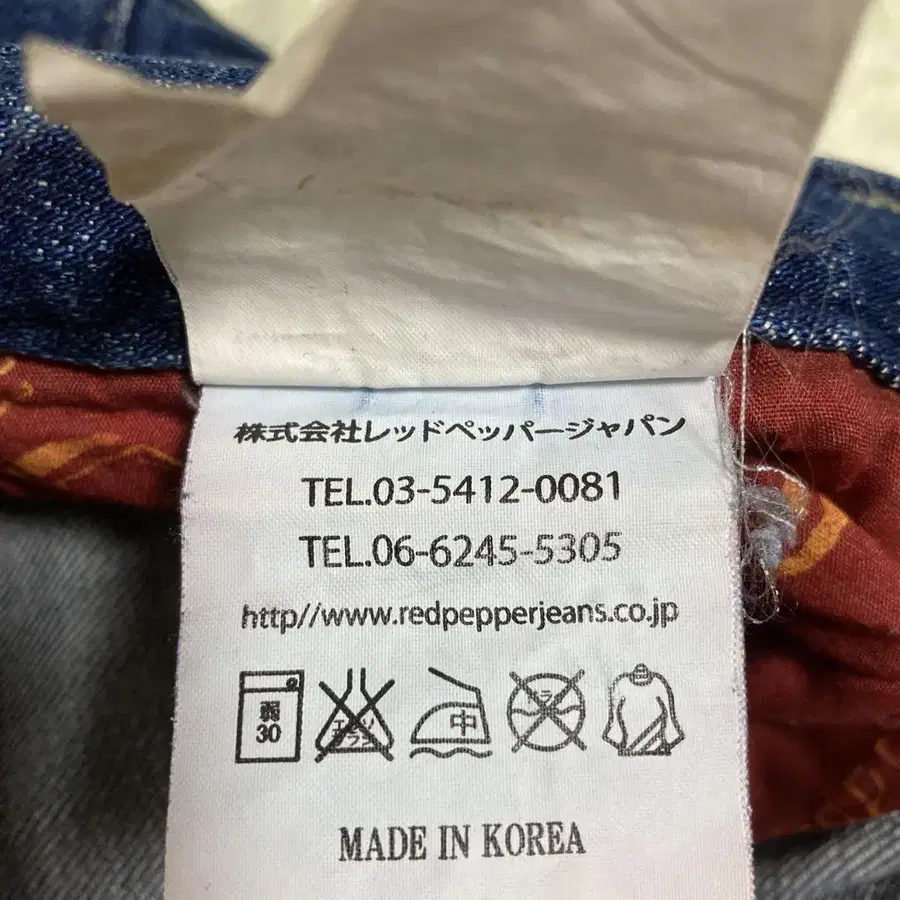 株式会社レッドペッパージャパン
TEL.03-5412-0081
TEL.06-6245-5305
http//www.redpepperjeans.co.jp
弱 30 中
MADE IN KOREA